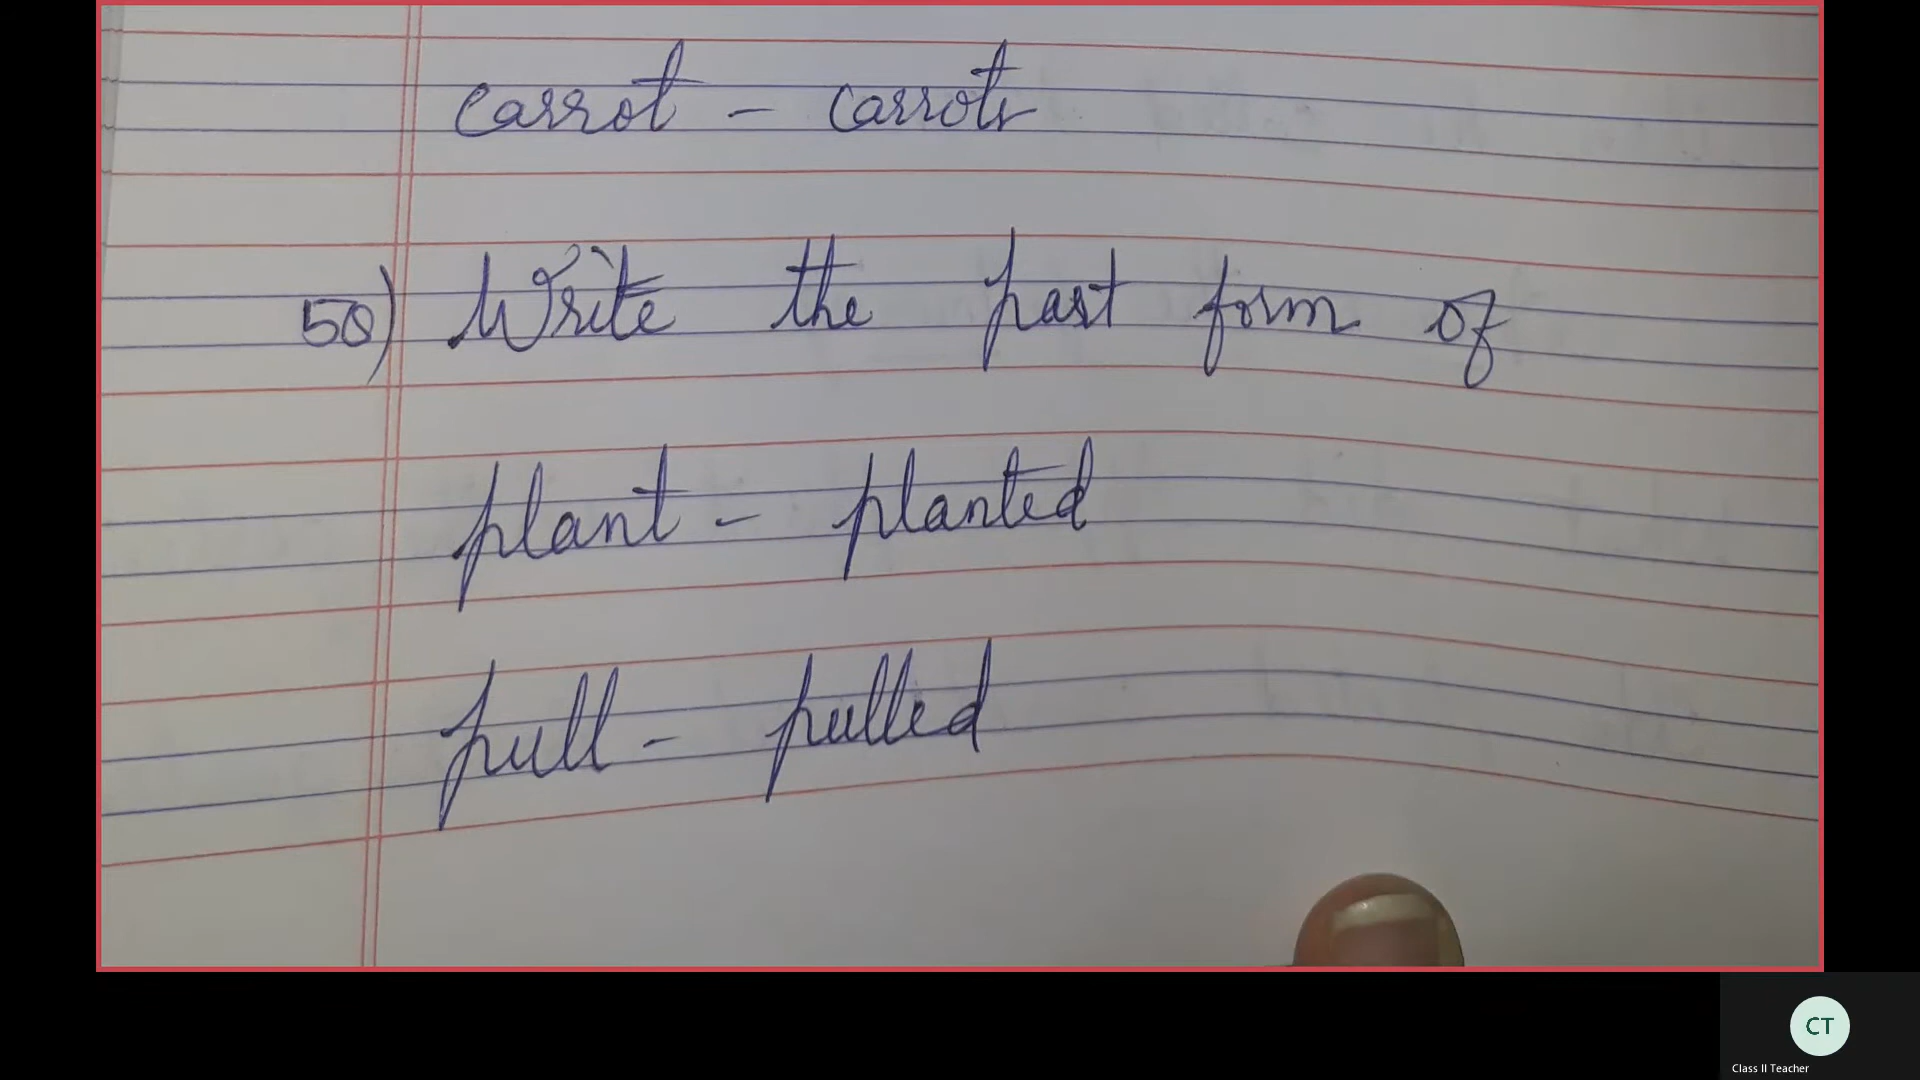 carrot - carrots
50) Write the past form of
plant - planted
pull - pulled
CT
Class II Teacher